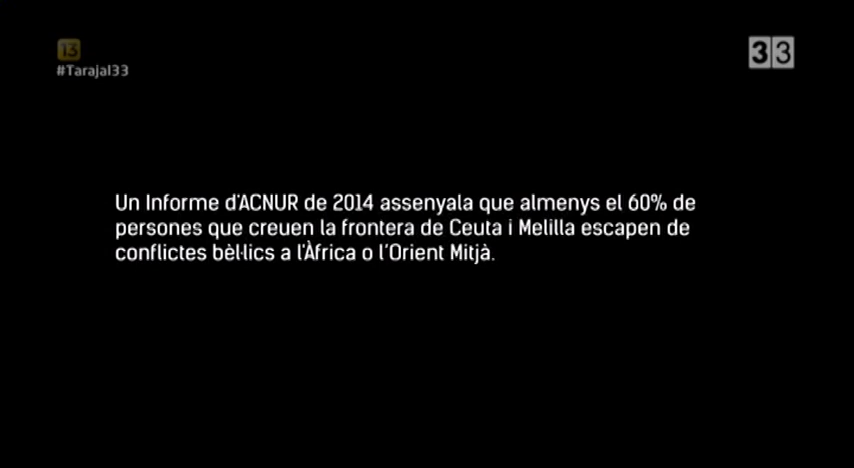 13
#Tarajal33
33
Un Informe d'ACNUR de 2014 assenyala que almenys el 60% de
persones que creuen la frontera de Ceuta i Melilla escapen de
conflictes bèl·lics a l'Àfrica o l'Orient Mitjà.